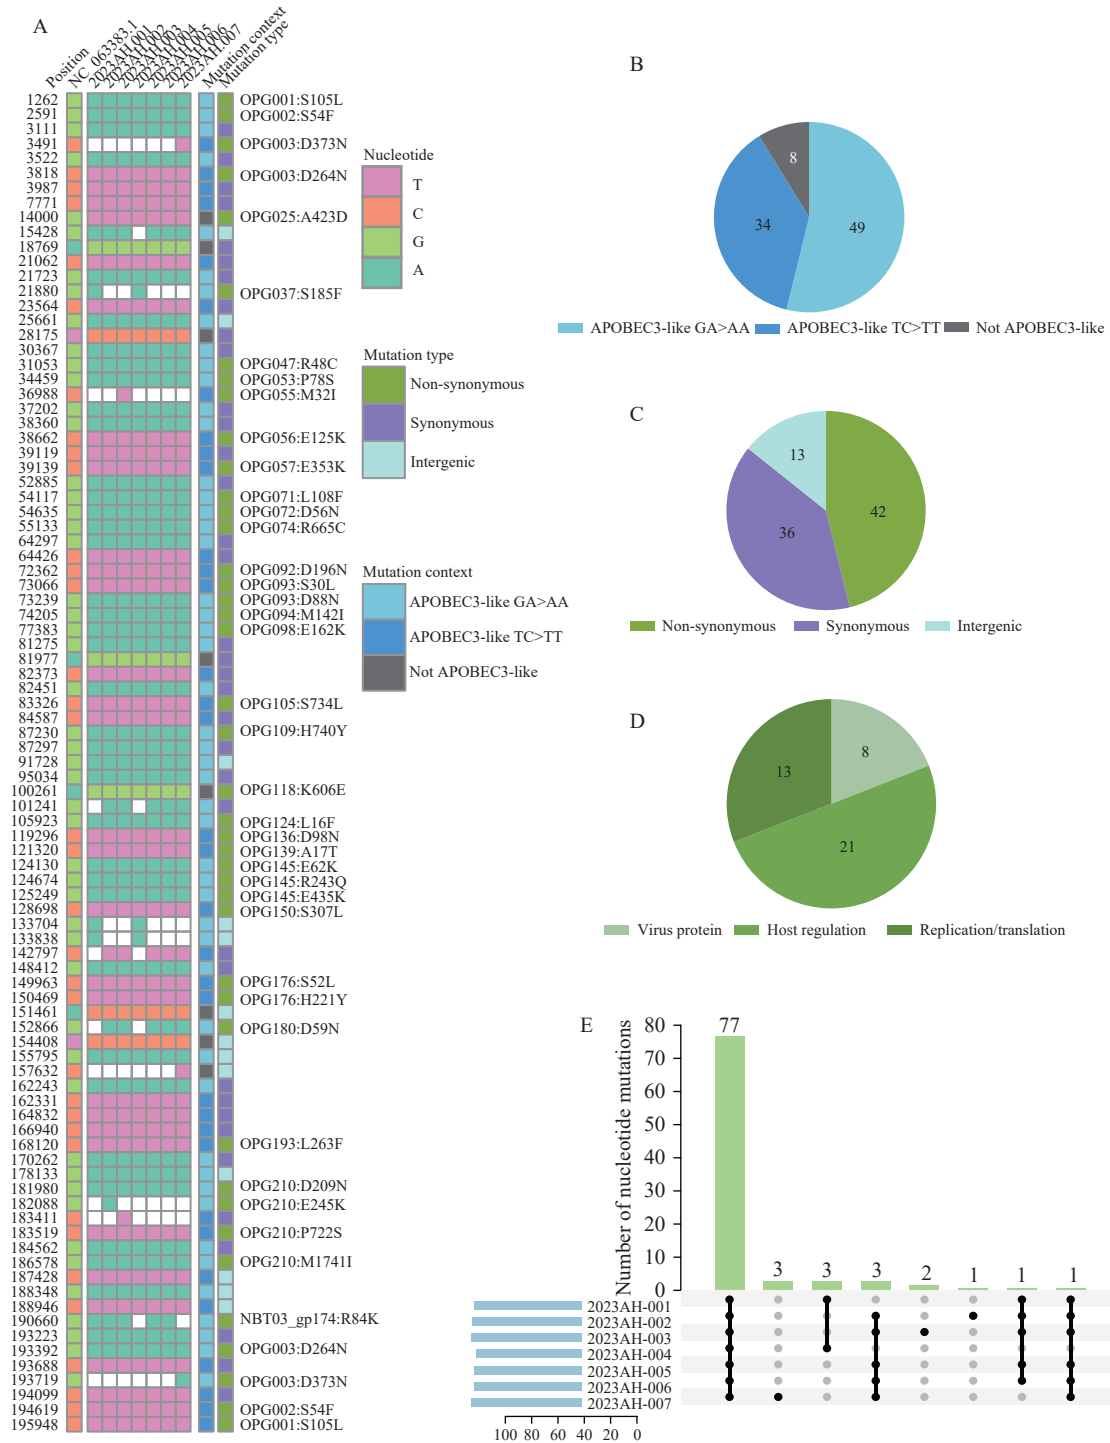 A
Position
NC_063383.1
2023AH.001
2023AH.002
2023AH.003
2023AH.004
2023AH.005
2023AH.006
2023AH.007
Mutation context
Mutation type
1262 OPG001:S105L
2591 OPG002:S54F
3111
3491 OPG003:D373N
3522
3818 OPG003:D264N
3987
7771
14000 OPG025:A423D
15428
18769
21062
21723
21880 OPG037:S185F
23564
25661
28175
30367
31053 OPG047:R48C
34459 OPG053:P78S
36988 OPG055:M32I
37202
38360
38662 OPG056:E125K
39119
39139 OPG057:E353K
52885
54117 OPG071:L108F
54635 OPG072:D56N
55133 OPG074:R665C
64297
64426
72362 OPG092:D196N
73066 OPG093:S30L
73239 OPG093:D88N
74205 OPG094:M142I
77383 OPG098:E162K
81275
81977
82373
82451
83326 OPG105:S734L
84587
87230 OPG109:H740Y
87297
91728
95034
100261 OPG118:K606E
101241
105923 OPG124:L16F
119296 OPG136:D98N
121320 OPG139:A17T
124130 OPG145:E62K
124674 OPG145:R243Q
125249 OPG145:E435K
128698 OPG150:S307L
133704
133838
142797
148412
149963 OPG176:S52L
150469 OPG176:H221Y
151461
152866 OPG180:D59N
154408
155795
157632
162243
162331
164832
166940
168120 OPG193:L263F
170262
178133
181980 OPG210:D209N
182088 OPG210:E245K
183411
183519 OPG210:P722S
184562
186578 OPG210:M1741I
187428
188348
188946
190660 NBT03_gp174:R84K
193223
193392 OPG003:D264N
193688
193719 OPG003:D373N
194099
194619 OPG002:S54F
195948 OPG001:S105L
Nucleotide
T
C
G
A
Mutation type
Non-synonymous
Synonymous
Intergenic
Mutation context
APOBEC3-like GA>AA
APOBEC3-like TC>TT
Not APOBEC3-like
B
8
34
49
APOBEC3-like GA>AA APOBEC3-like TC>TT Not APOBEC3-like
C
13
42
36
Non-synonymous Synonymous Intergenic
D
8
13
21
Virus protein Host regulation Replication/translation
E
Number of nucleotide mutations
80
70
60
50
40
30
20
10
0
77 3 3 3 2 1 1 1
2023AH-001
2023AH-002
2023AH-003
2023AH-004
2023AH-005
2023AH-006
2023AH-007
100 80 60 40 20 0